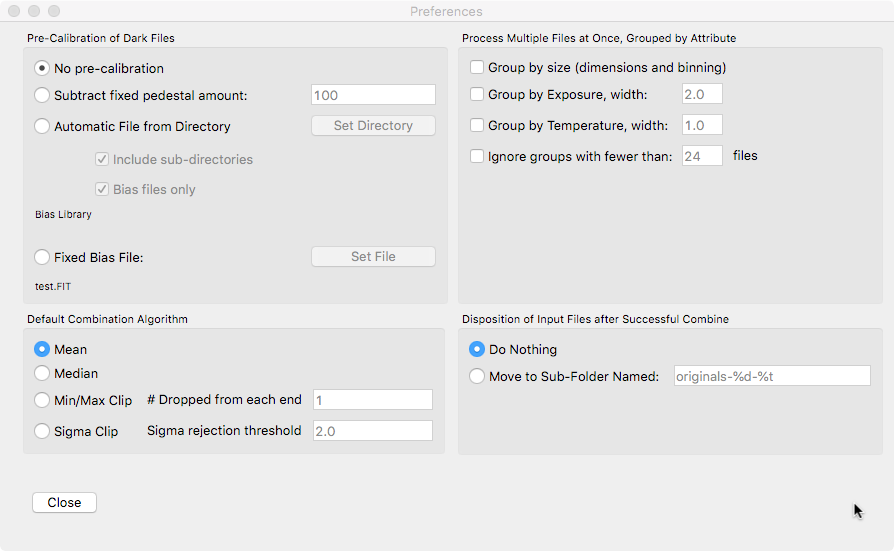 Preferences
Pre-Calibration of Dark Files
No pre-calibration
Subtract fixed pedestal amount: 100
Automatic File from Directory Set Directory
Include sub-directories
Bias files only
Bias Library
Fixed Bias File: Set File
test.FIT
Process Multiple Files at Once, Grouped by Attribute
Group by size (dimensions and binning)
Group by Exposure, width: 2.0
Group by Temperature, width: 1.0
Ignore groups with fewer than: 24 files
Default Combination Algorithm
Mean
Median
Min/Max Clip # Dropped from each end 1
Sigma Clip Sigma rejection threshold 2.0
Disposition of Input Files after Successful Combine
Do Nothing
Move to Sub-Folder Named: originals-%d-%t
Close